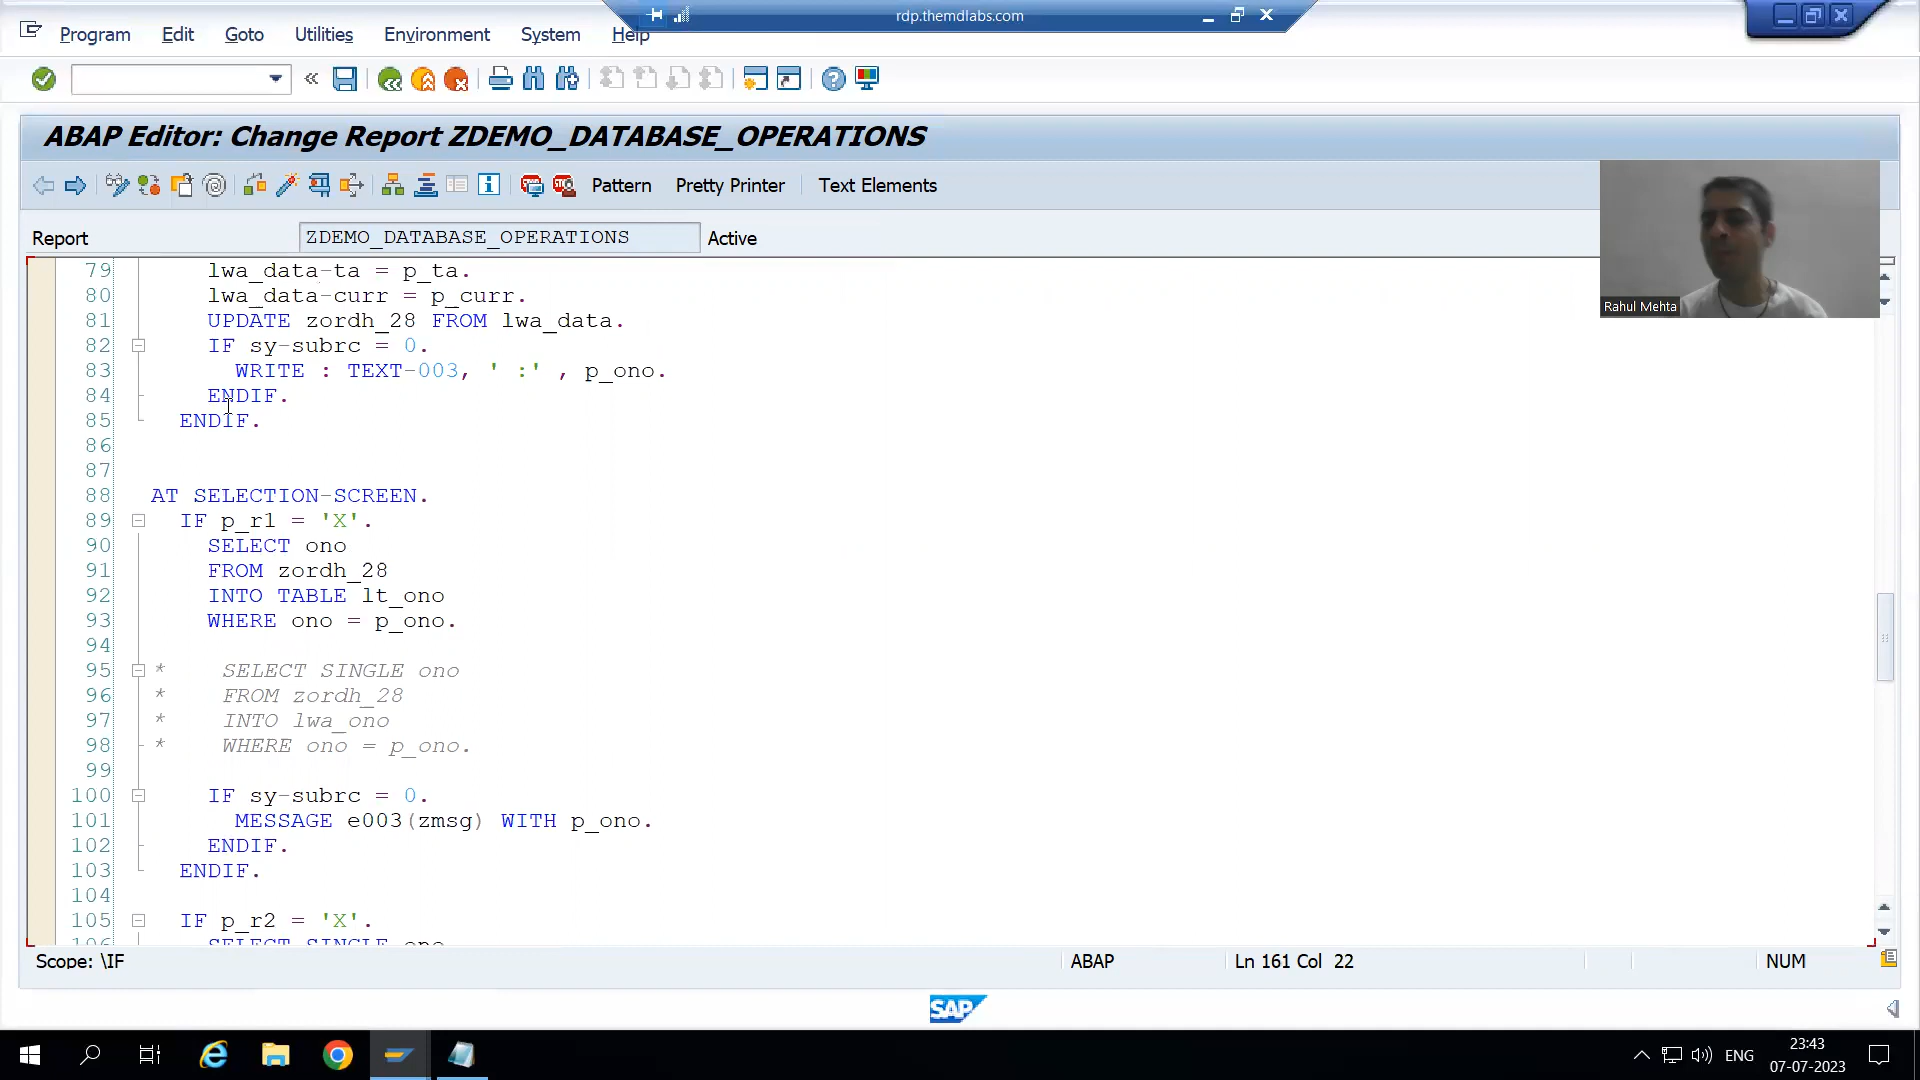 rdp.themdlabs.com
Program Edit Goto Utilities Environment System Help
ABAP Editor: Change Report ZDEMO_DATABASE_OPERATIONS
Pattern Pretty Printer Text Elements
Report ZDEMO_DATABASE_OPERATIONS Active
Rahul Mehta
79 lwa_data-ta = p_ta.
80 lwa_data-curr = p_curr.
81 UPDATE zordh_28 FROM lwa_data.
82 IF sy-subrc = 0.
83 WRITE : TEXT-003, ' :' , p_ono.
84 ENDIF.
85 ENDIF.
86
87
88 AT SELECTION-SCREEN.
89 IF p_r1 = 'X'.
90 SELECT ono
91 FROM zordh_28
92 INTO TABLE lt_ono
93 WHERE ono = p_ono.
94
95 * SELECT SINGLE ono
96 * FROM zordh_28
97 * INTO lwa_ono
98 * WHERE ono = p_ono.
99
100 IF sy-subrc = 0.
101 MESSAGE e003(zmsg) WITH p_ono.
102 ENDIF.
103 ENDIF.
104
105 IF p_r2 = 'X'.
106 SELECT SINGLE ono
Scope: \IF ABAP Ln 161 Col 22 NUM
SAP
ENG
23:43
07-07-2023